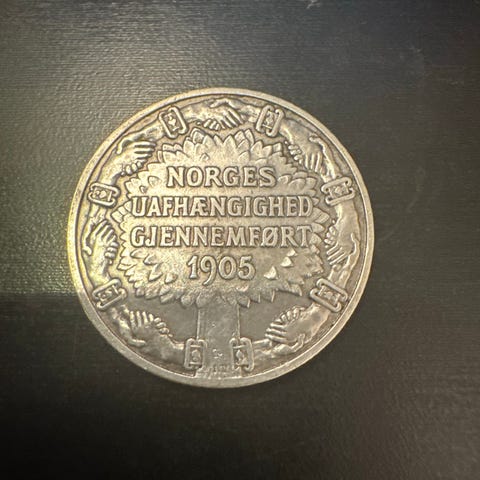 NORGES
UAFHÆNGIGHED
GJENNEMFØRT
1905